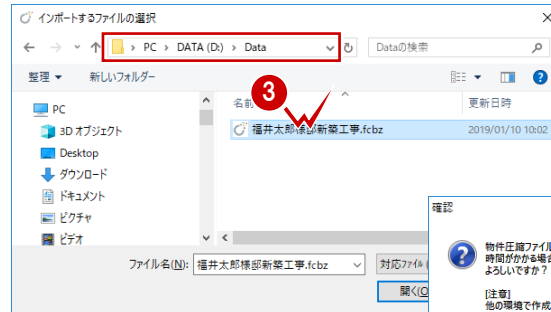 インポートするファイルの選択
PC › DATA (D:) › Data
Dataの検索
整理 新しいフォルダー
3
PC
3D オブジェクト
Desktop
ダウンロード
ドキュメント
ピクチャ
ビデオ
名前
更新日時
福井太郎様邸新築工事.fcbz
2019/01/10 10:02
ファイル名(N):
福井太郎様邸新築工事.fcbz
対応ファイル (
開く(O
確認
物件圧縮ファイル
時間がかかる場合
よろしいですか?
[注意]
他の環境で作成